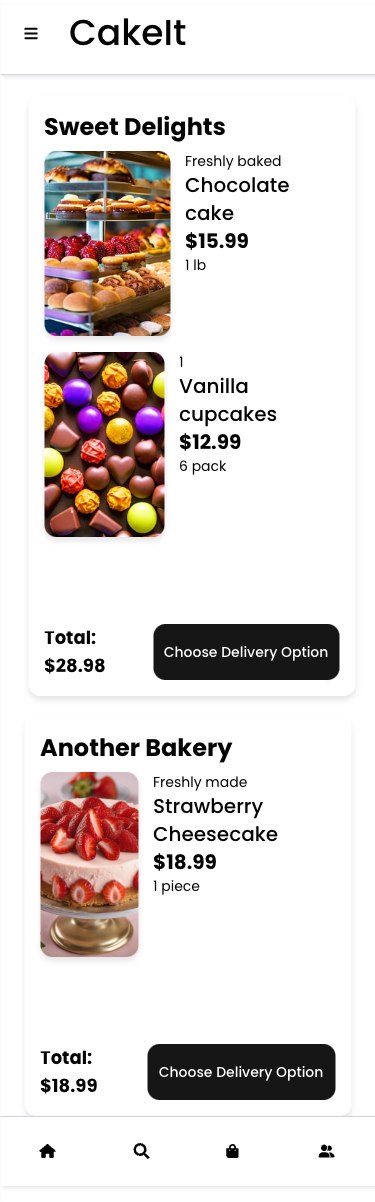 CakeIt
Sweet Delights
Freshly baked
Chocolate
cake
$15.99
1 lb
1
Vanilla
cupcakes
$12.99
6 pack
Total:
$28.98
Choose Delivery Option
Another Bakery
Freshly made
Strawberry
Cheesecake
$18.99
1 piece
Total:
$18.99
Choose Delivery Option